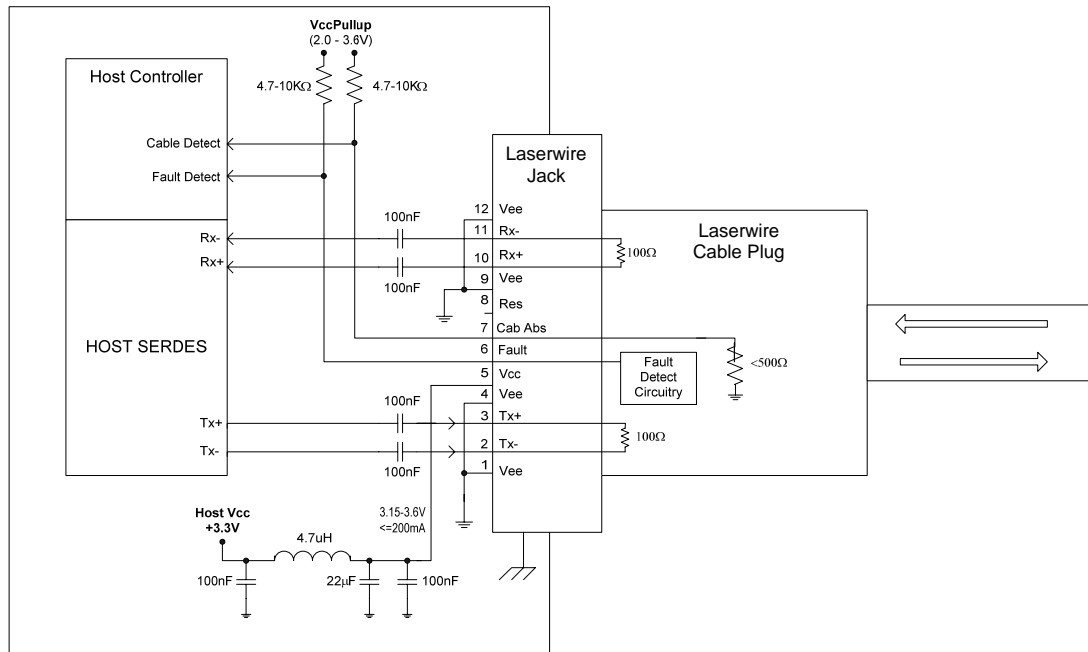 VccPullup
(2.0 - 3.6V)
4.7-10KΩ
4.7-10KΩ
Host Controller
Cable Detect
Fault Detect
Laserwire
Jack
Laserwire
Cable Plug
12 Vee
11 Rx-
10 Rx+
9 Vee
8 Res
7 Cab Abs
6 Fault
5 Vcc
4 Vee
3 Tx+
2 Tx-
1 Vee
Rx-
Rx+
100nF
100nF
100Ω
HOST SERDES
Fault
Detect
Circuitry
<500Ω
Tx+
Tx-
100nF
100nF
100Ω
Host Vcc
+3.3V
4.7uH
3.15-3.6V
<=200mA
100nF
22µF
100nF